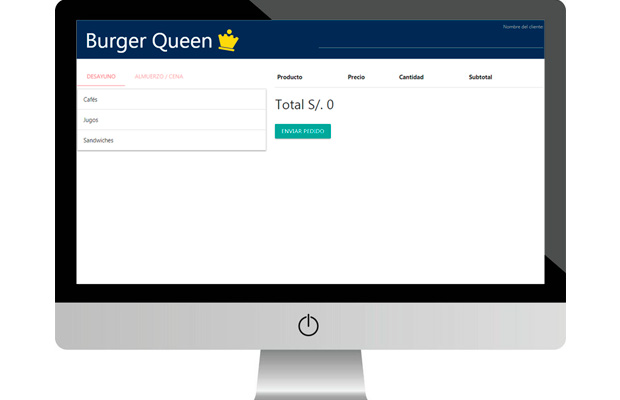 Burger Queen
Nombre del cliente
DESAYUNO ALMUERZO / CENA
Cafés
Jugos
Sandwiches
Producto Precio Cantidad Subtotal
Total S/. 0
ENVIAR PEDIDO